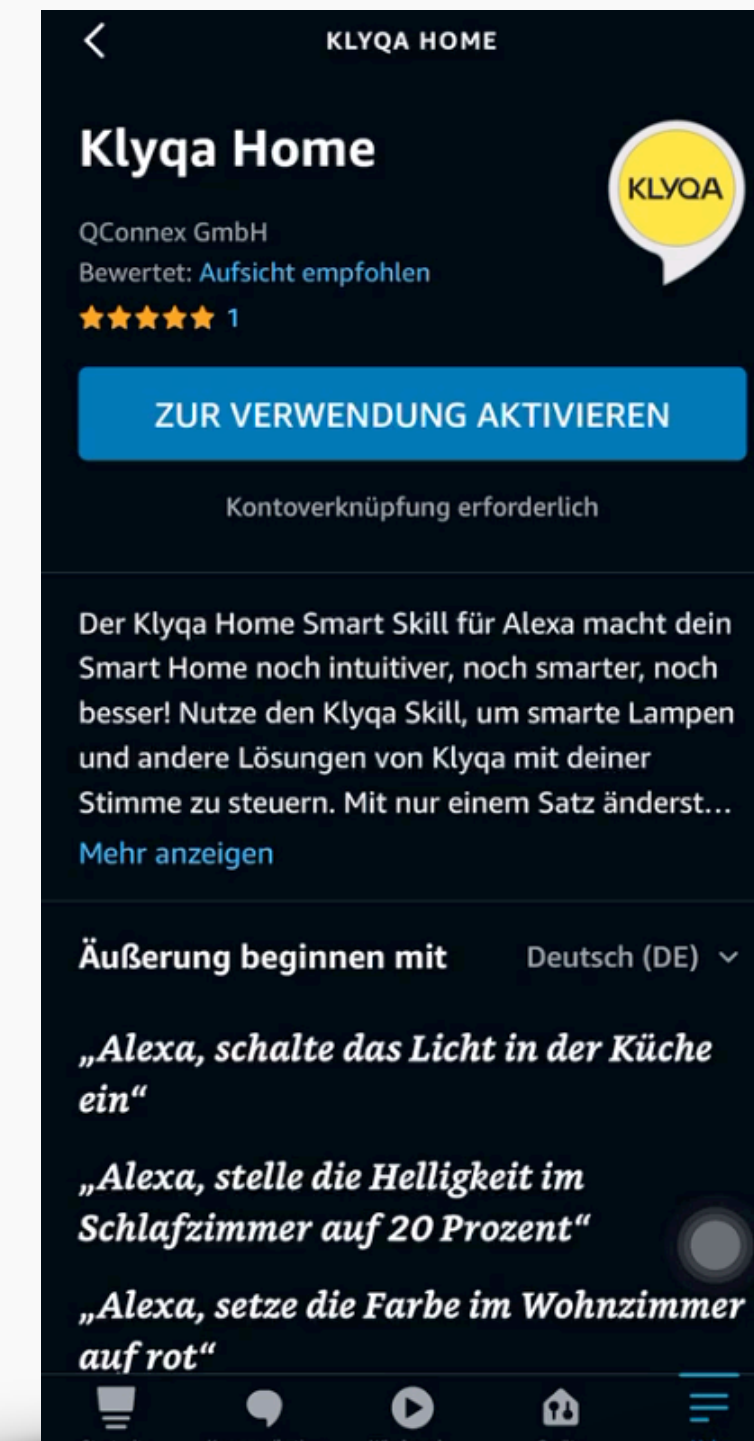 KLYQA HOME
Klyqa Home
KLYQA
QConnex GmbH
Bewertet: Aufsicht empfohlen
1
ZUR VERWENDUNG AKTIVIEREN
Kontoverknüpfung erforderlich
Der Klyqa Home Smart Skill für Alexa macht dein
Smart Home noch intuitiver, noch smarter, noch
besser! Nutze den Klyqa Skill, um smarte Lampen
und andere Lösungen von Klyqa mit deiner
Stimme zu steuern. Mit nur einem Satz änderst...
Mehr anzeigen
Äußerung beginnen mit
Deutsch (DE)
„Alexa, schalte das Licht in der Küche
ein“
„Alexa, stelle die Helligkeit im
Schlafzimmer auf 20 Prozent“
„Alexa, setze die Farbe im Wohnzimmer
auf rot“